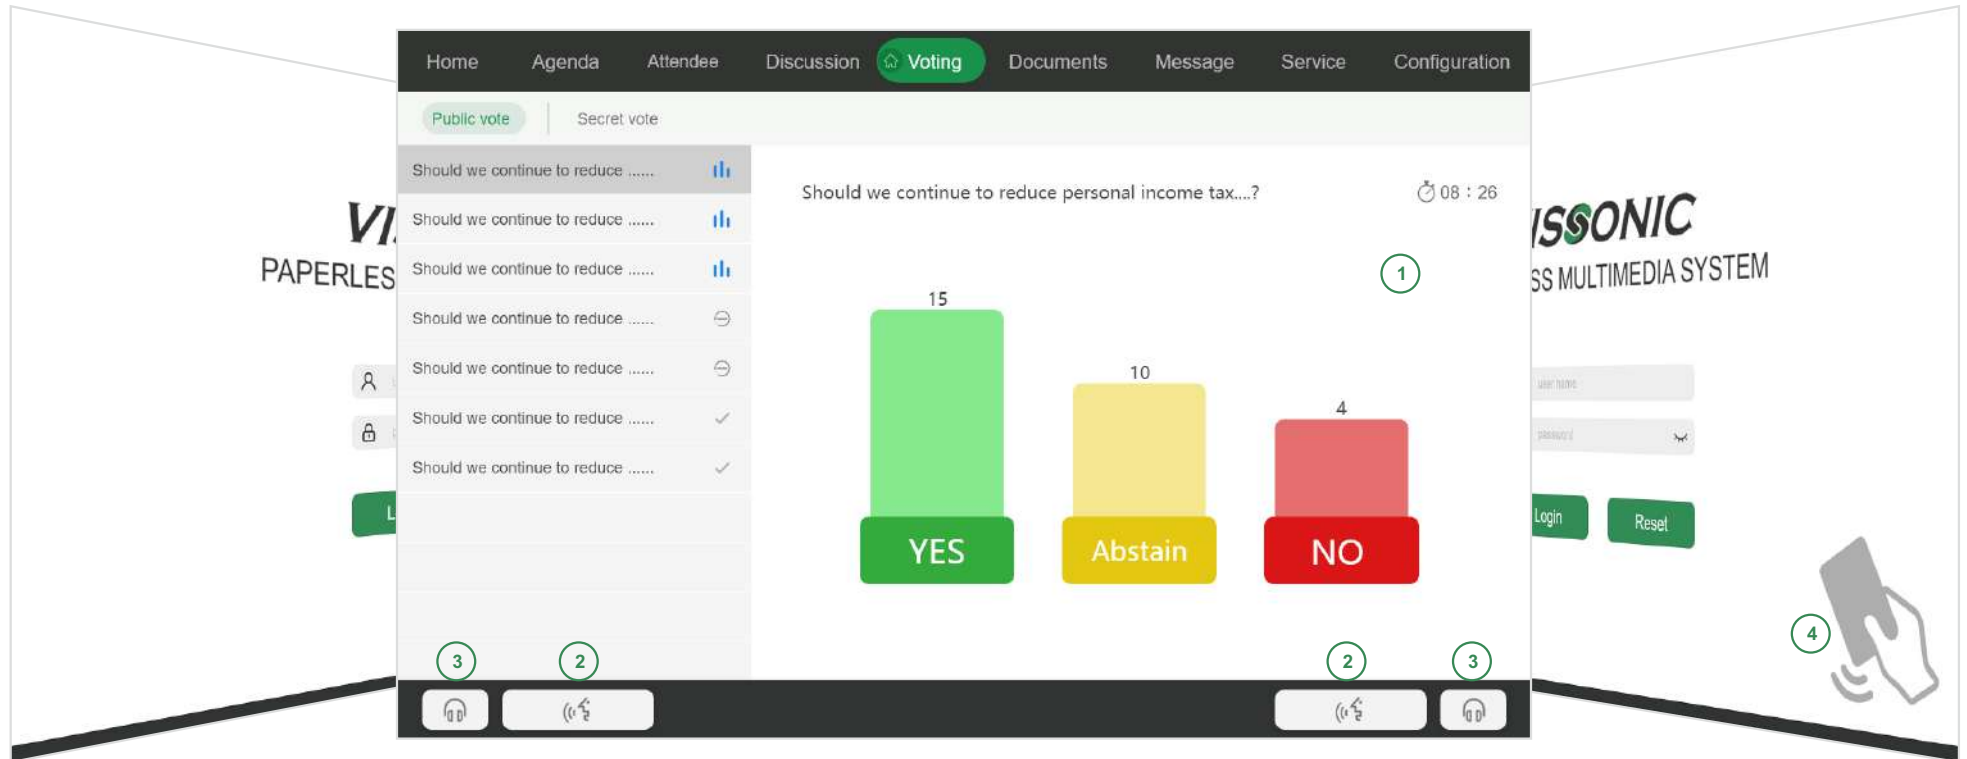 Home Agenda Attendee Discussion Voting Documents Message Service Configuration
Public vote Secret vote
Should we continue to reduce ......
Should we continue to reduce ......
Should we continue to reduce ......
Should we continue to reduce ......
Should we continue to reduce ......
Should we continue to reduce ......
Should we continue to reduce ......
Should we continue to reduce personal income tax....?
08 : 26
1
15
10
4
YES Abstain NO
3 2 2 3
VIS
PAPERLES
L
ISSONIC
SS MULTIMEDIA SYSTEM
user name
password
Login Reset
4